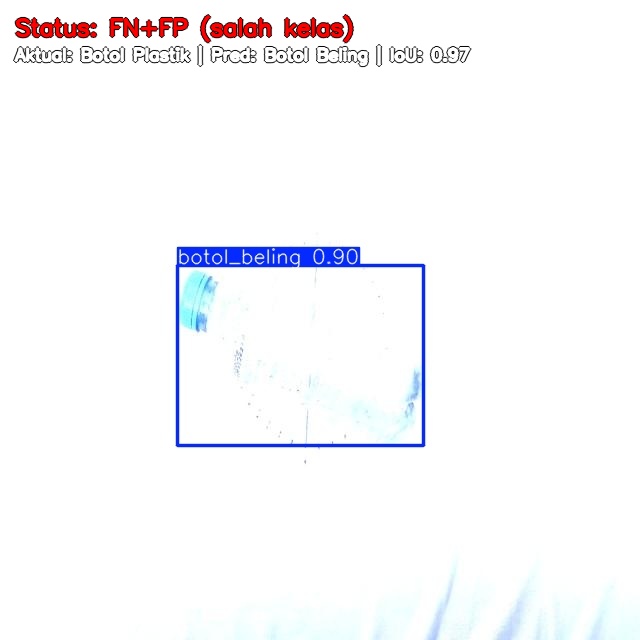 Status: FN+FP (salah kelas)
Aktual: Botol Plastik | Pred: Botol Beling | IoU: 0.97
botol_beling 0.90